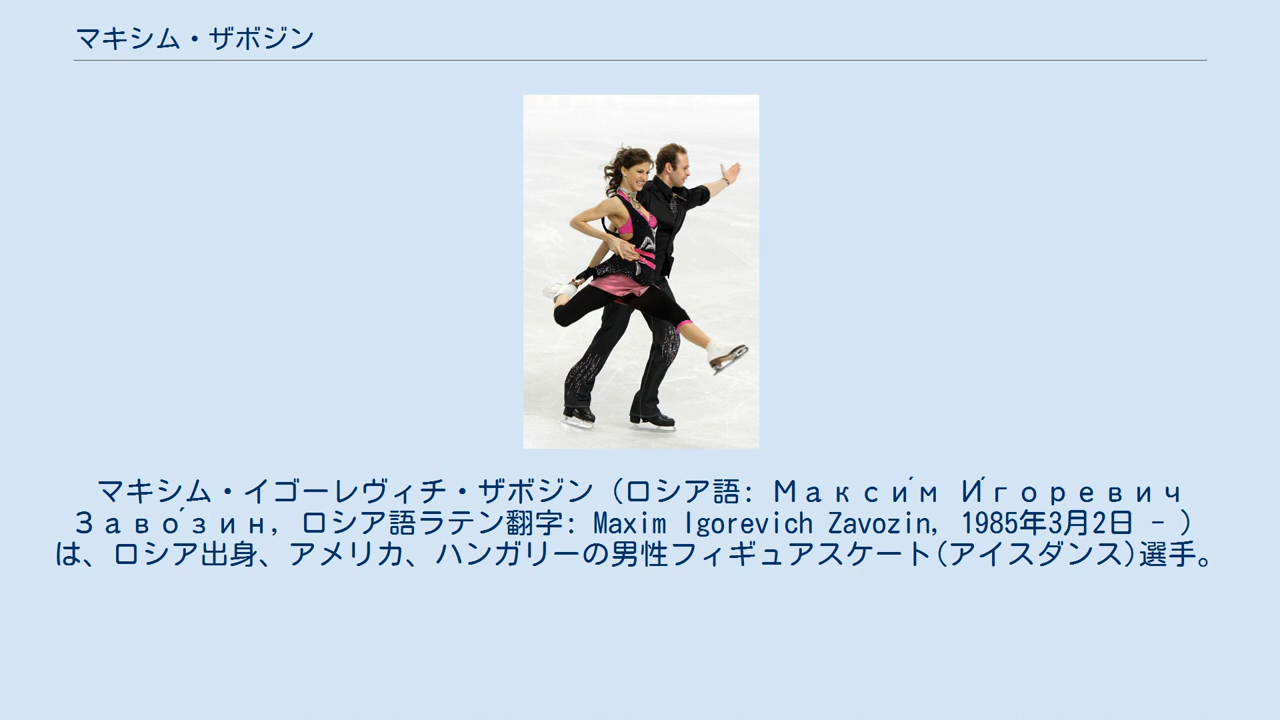 マキシム・ザボジン
マキシム・イゴーレヴィチ・ザボジン（ロシア語: Макси́м И́горевич
Заво́зин, ロシア語ラテン翻字: Maxim Igorevich Zavozin, 1985年3月2日 - ）
は、ロシア出身、アメリカ、ハンガリーの男性フィギュアスケート(アイスダンス)選手。